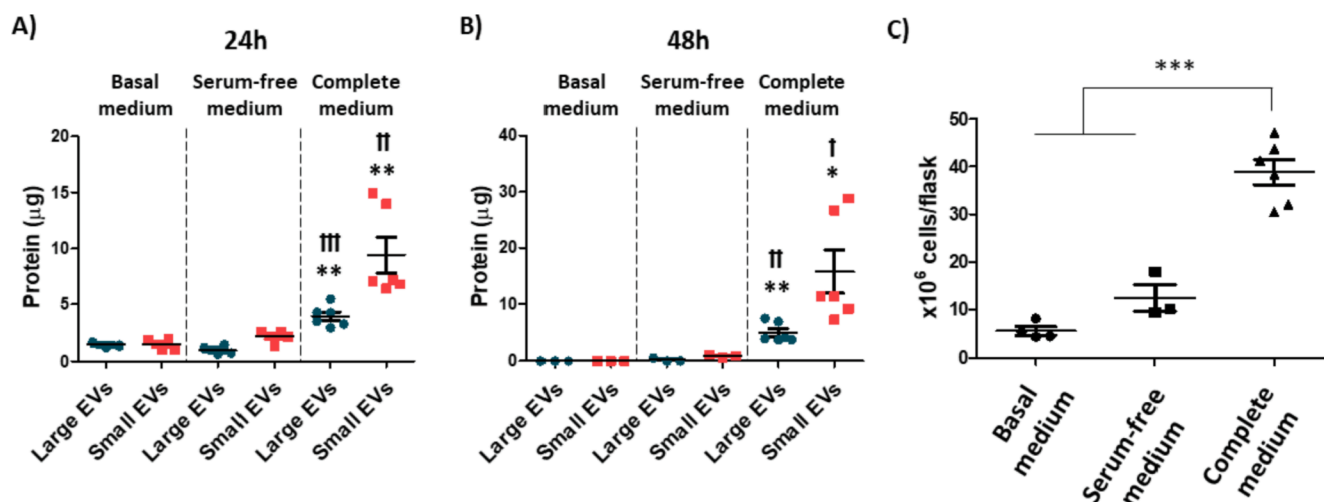 A)
24h
Basal medium
Serum-free medium
Complete medium
Protein (µg)
20
15
10
5
0
††
**
†††
**
Large EVs
Small EVs
Large EVs
Small EVs
Large EVs
Small EVs
B)
48h
Basal medium
Serum-free medium
Complete medium
Protein (µg)
40
30
20
10
0
†
*
††
**
Large EVs
Small EVs
Large EVs
Small EVs
Large EVs
Small EVs
C)
***
x10⁶ cells/flask
50
40
30
20
10
0
Basal medium
Serum-free medium
Complete medium